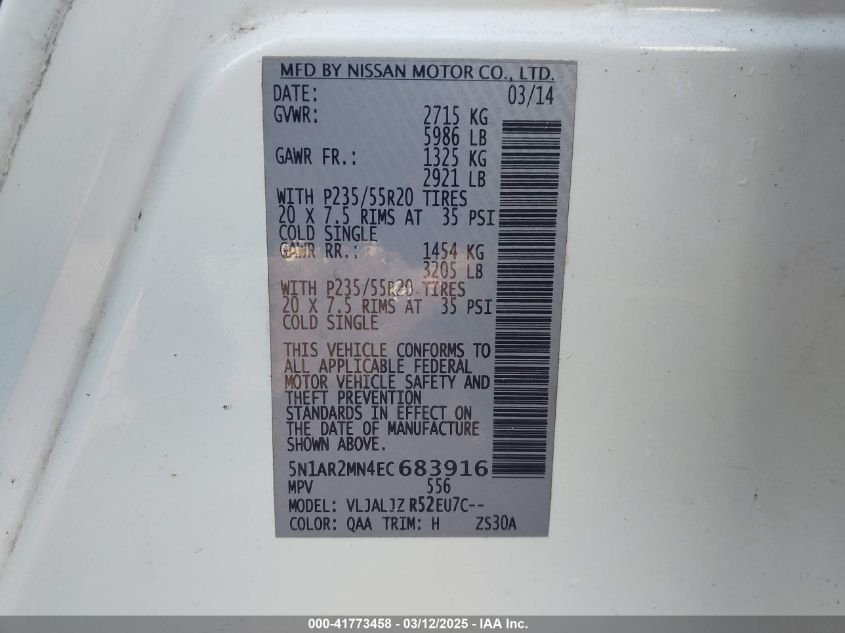 MFD BY NISSAN MOTOR CO., LTD.
DATE: 03/14
GVWR: 2715 KG
5986 LB
GAWR FR.: 1325 KG
2921 LB
WITH P235/55R20 TIRES
20 X 7.5 RIMS AT 35 PSI
COLD SINGLE
GAWR RR.: 1454 KG
3205 LB
WITH P235/55R20 TIRES
20 X 7.5 RIMS AT 35 PSI
COLD SINGLE
THIS VEHICLE CONFORMS TO
ALL APPLICABLE FEDERAL
MOTOR VEHICLE SAFETY AND
THEFT PREVENTION
STANDARDS IN EFFECT ON
THE DATE OF MANUFACTURE
SHOWN ABOVE.
5N1AR2MN4EC683916
MPV 556
MODEL: VLJALJZ R52EU7C--
COLOR: QAA TRIM: H ZS30A
000-41773458 - 03/12/2025 - IAA Inc.